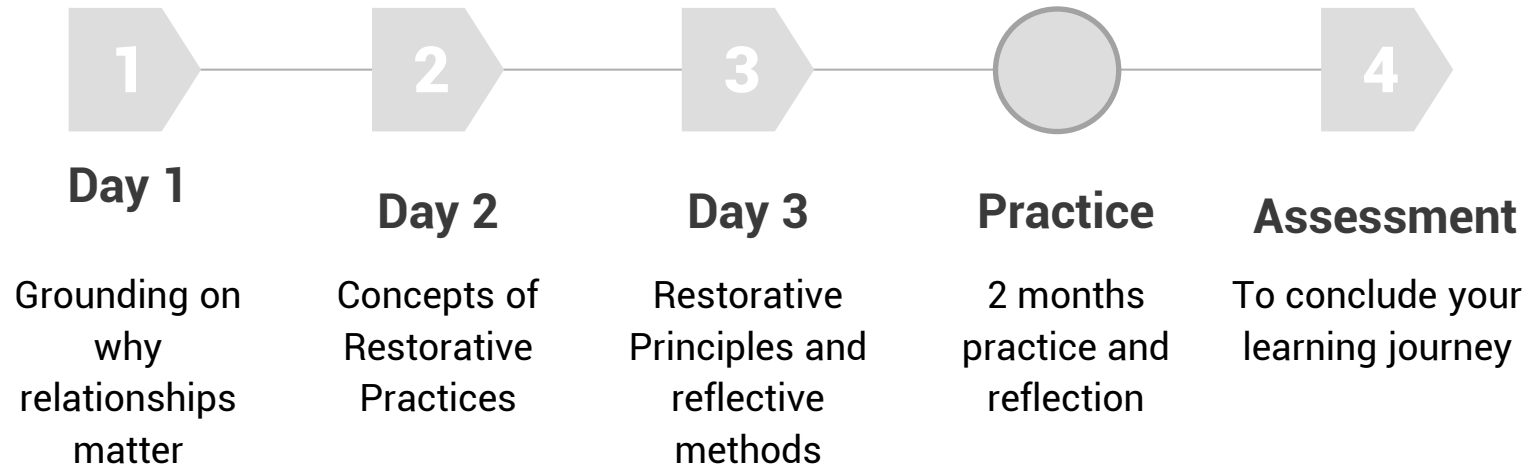 1
2
3
4
Day 1
Day 2
Day 3
Practice
Assessment
Grounding on
why
relationships
matter
Concepts of
Restorative
Practices
Restorative
Principles and
reflective
methods
2 months
practice and
reflection
To conclude your
learning journey